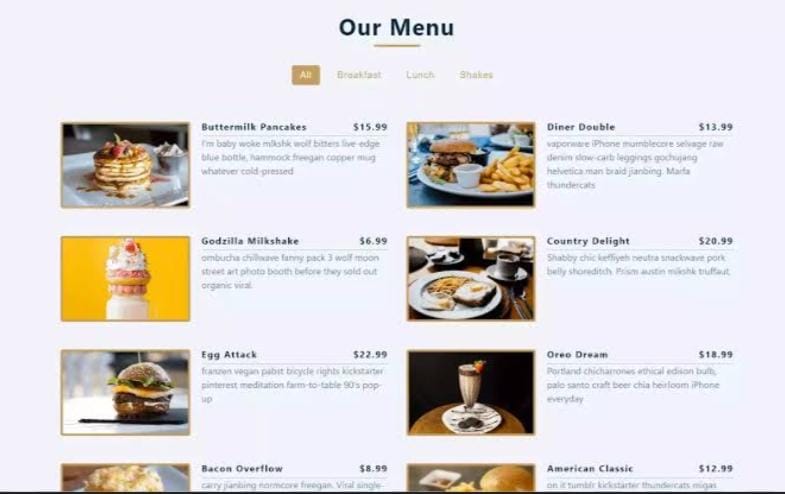 Our Menu
All Breakfast Lunch Shakes
Buttermilk Pancakes $15.99
I'm baby woke mlkshk wolf bitters live-edge
blue bottle, hammock freegan copper mug
whatever cold-pressed
Diner Double $13.99
vaporware iPhone mumblecore selvage raw
denim slow-carb leggings gochujang
helvetica man braid jianbing. Marfa
thundercats
Godzilla Milkshake $6.99
ombucha chillwave fanny pack 3 wolf moon
street art photo booth before they sold out
organic viral.
Country Delight $20.99
Shabby chic keffiyeh neutra snackwave pork
belly shoreditch. Prism austin mlkshk truffaut,
Egg Attack $22.99
franzen vegan pabst bicycle rights kickstarter
pinterest meditation farm-to-table 90's pop-
up
Oreo Dream $18.99
Portland chicharrones ethical edison bulb,
palo santo craft beer chia heirloom iPhone
everyday
Bacon Overflow $8.99
carry jianbing normcore freegan. Viral single-
American Classic $12.99
on it tumblr kickstarter thundercats migas